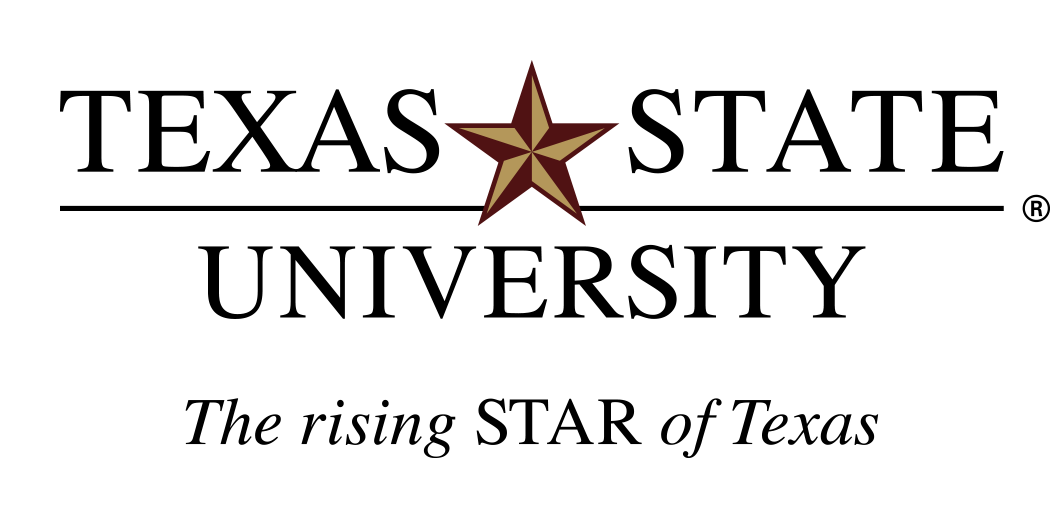 TEXAS STATE
®
UNIVERSITY
The rising STAR of Texas